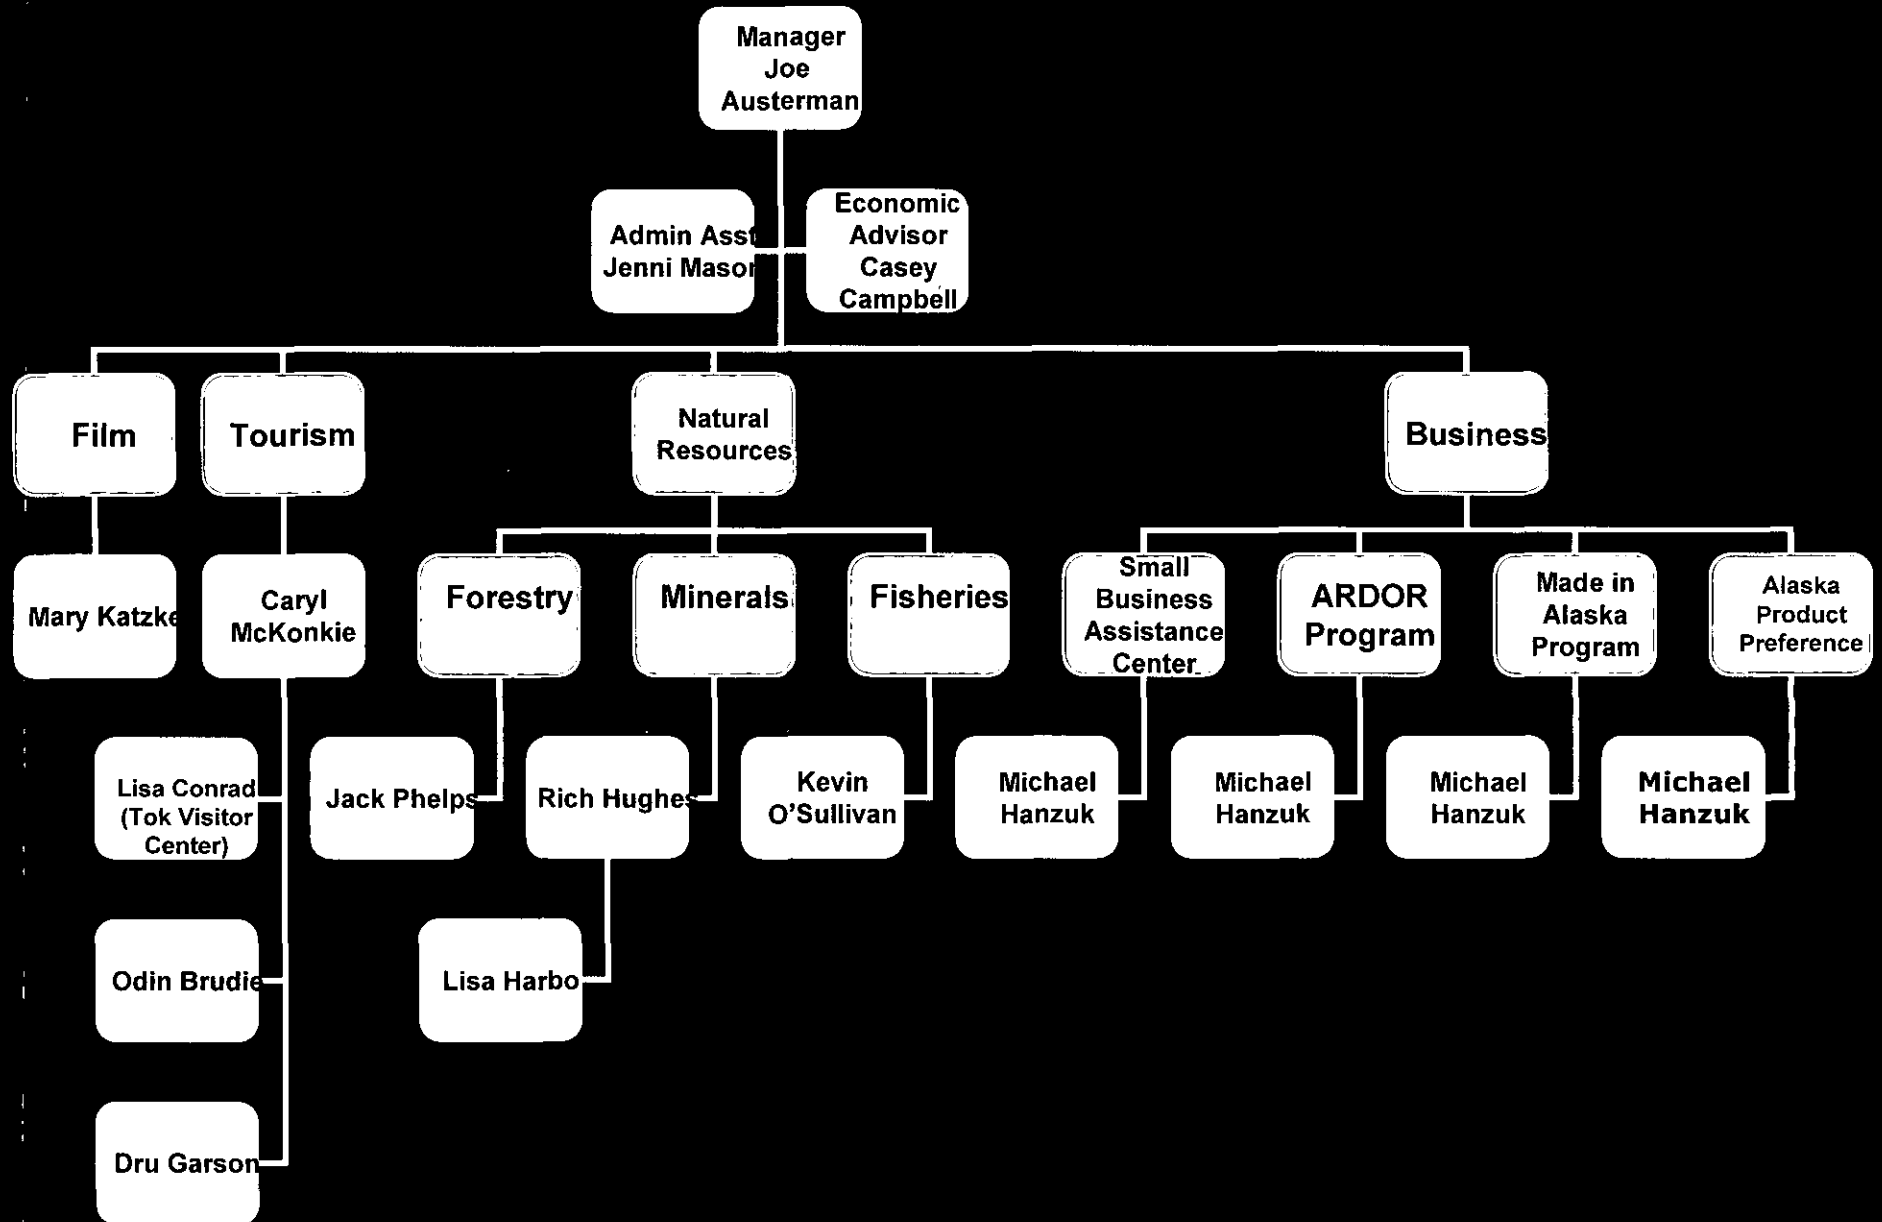 Manager
Joe
Austerman
Admin Asst
Jenni Mason
Economic
Advisor
Casey
Campbell
Film
Tourism
Natural
Resources
Business
Mary Katzke
Caryl
McKonkie
Forestry
Minerals
Fisheries
Small
Business
Assistance
Center
ARDOR
Program
Made in
Alaska
Program
Alaska
Product
Preference
Lisa Conrad
(Tok Visitor
Center)
Jack Phelps
Rich Hughes
Kevin
O'Sullivan
Michael
Hanzuk
Michael
Hanzuk
Michael
Hanzuk
Michael
Hanzuk
Odin Brudie
Lisa Harbo
Dru Garson